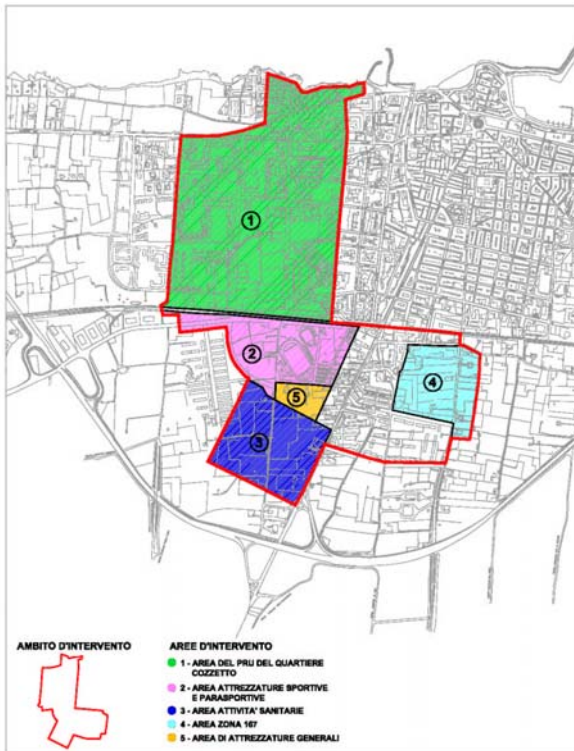 1
2
5
4
3
AMBITO D'INTERVENTO
AREE D'INTERVENTO
1 - AREA DEL PRU DEL QUARTIERE
COZZETTO
2 - AREA ATTREZZATURE SPORTIVE
E PARASPORTIVE
3 - AREA ATTIVITA' SANITARIE
4 - AREA ZONA 167
5 - AREA DI ATTREZZATURE GENERALI